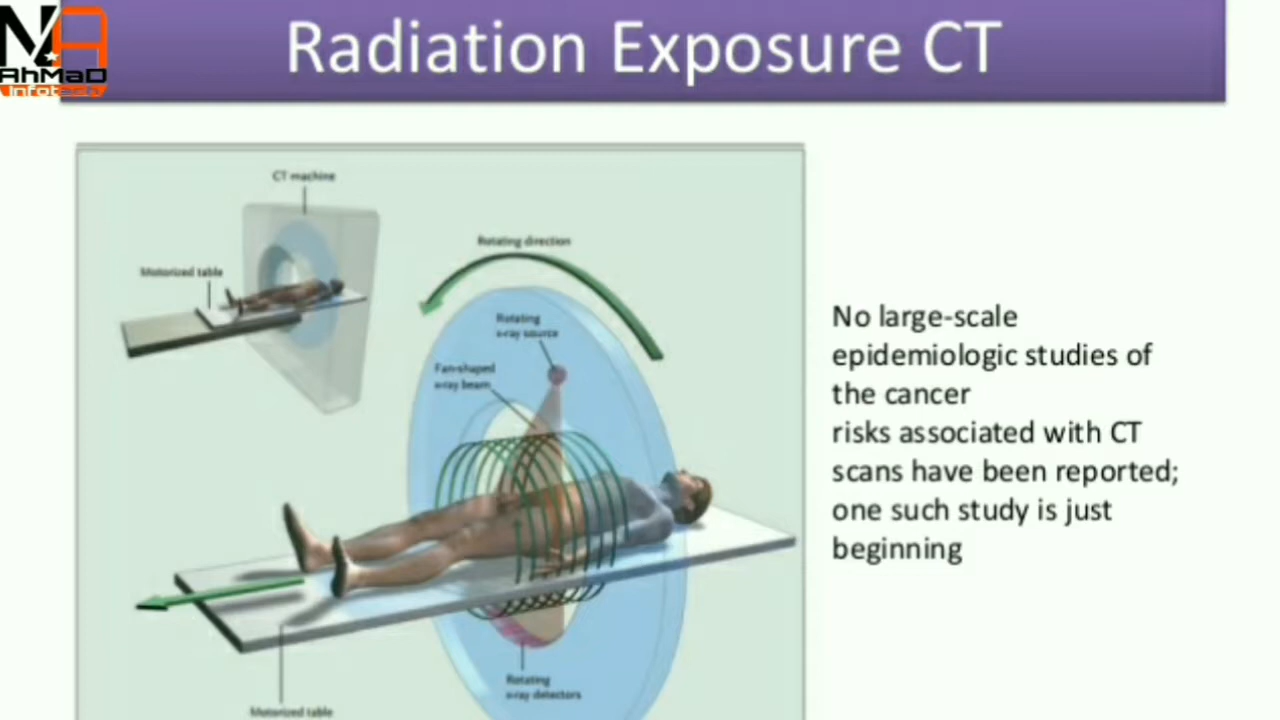 Radiation Exposure CT
NA
AhMaD
Infotech
CT machine
Motorized table
Rotating direction
Rotating
x-ray source
Fan-shaped
x-ray beam
Rotating
x-ray detectors
Motorized table
No large-scale
epidemiologic studies of
the cancer
risks associated with CT
scans have been reported;
one such study is just
beginning